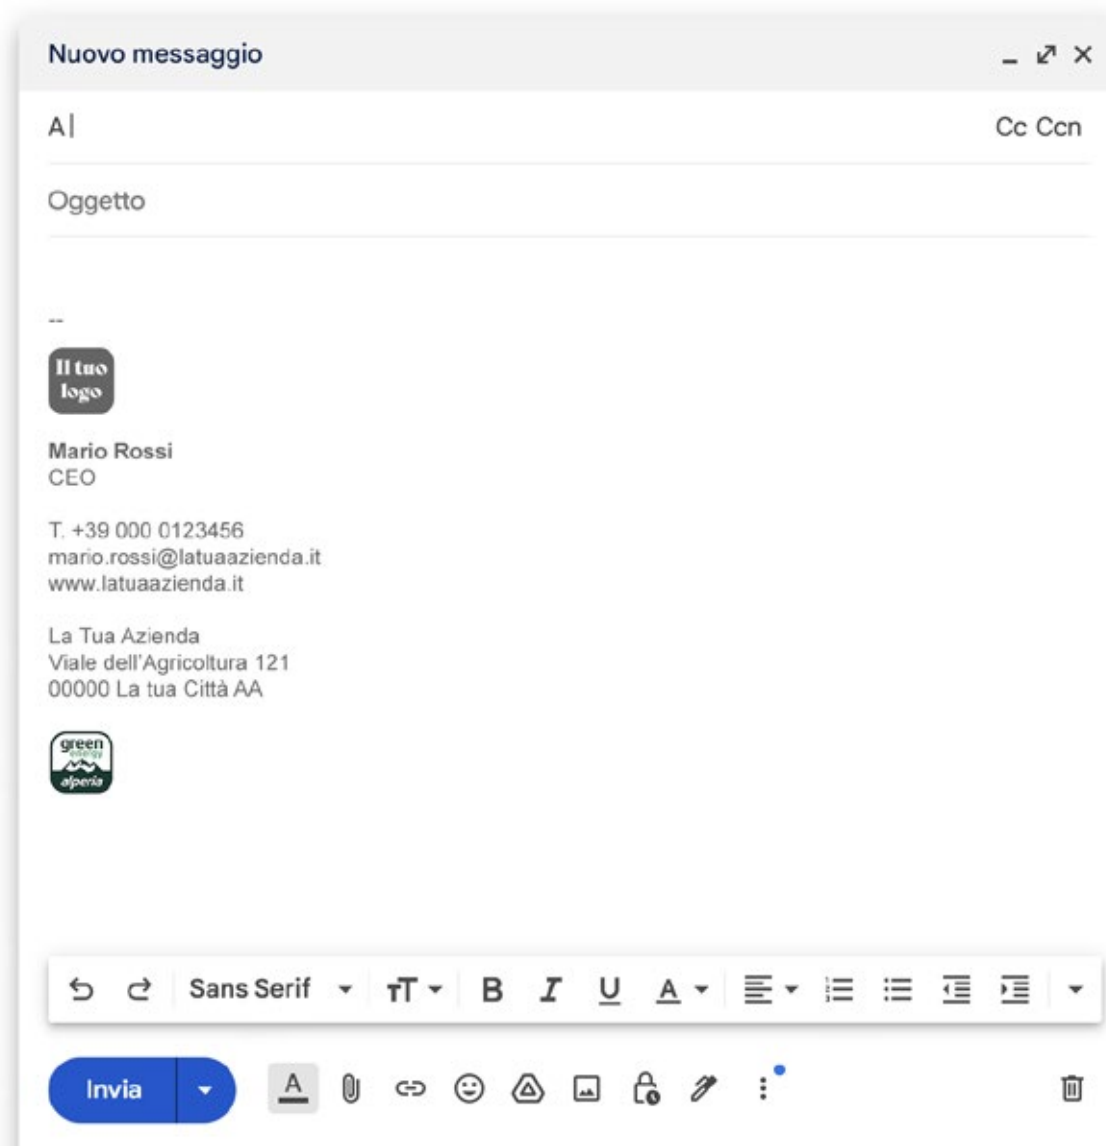 Nuovo messaggio
A
Cc Ccn
Oggetto
--
Il tuo
logo
Mario Rossi
CEO
T. +39 000 0123456
mario.rossi@latuaazienda.it
www.latuaazienda.it
La Tua Azienda
Viale dell'Agricoltura 121
00000 La tua Città AA
green
energy
alperia
Sans Serif
B I U A
Invia
A